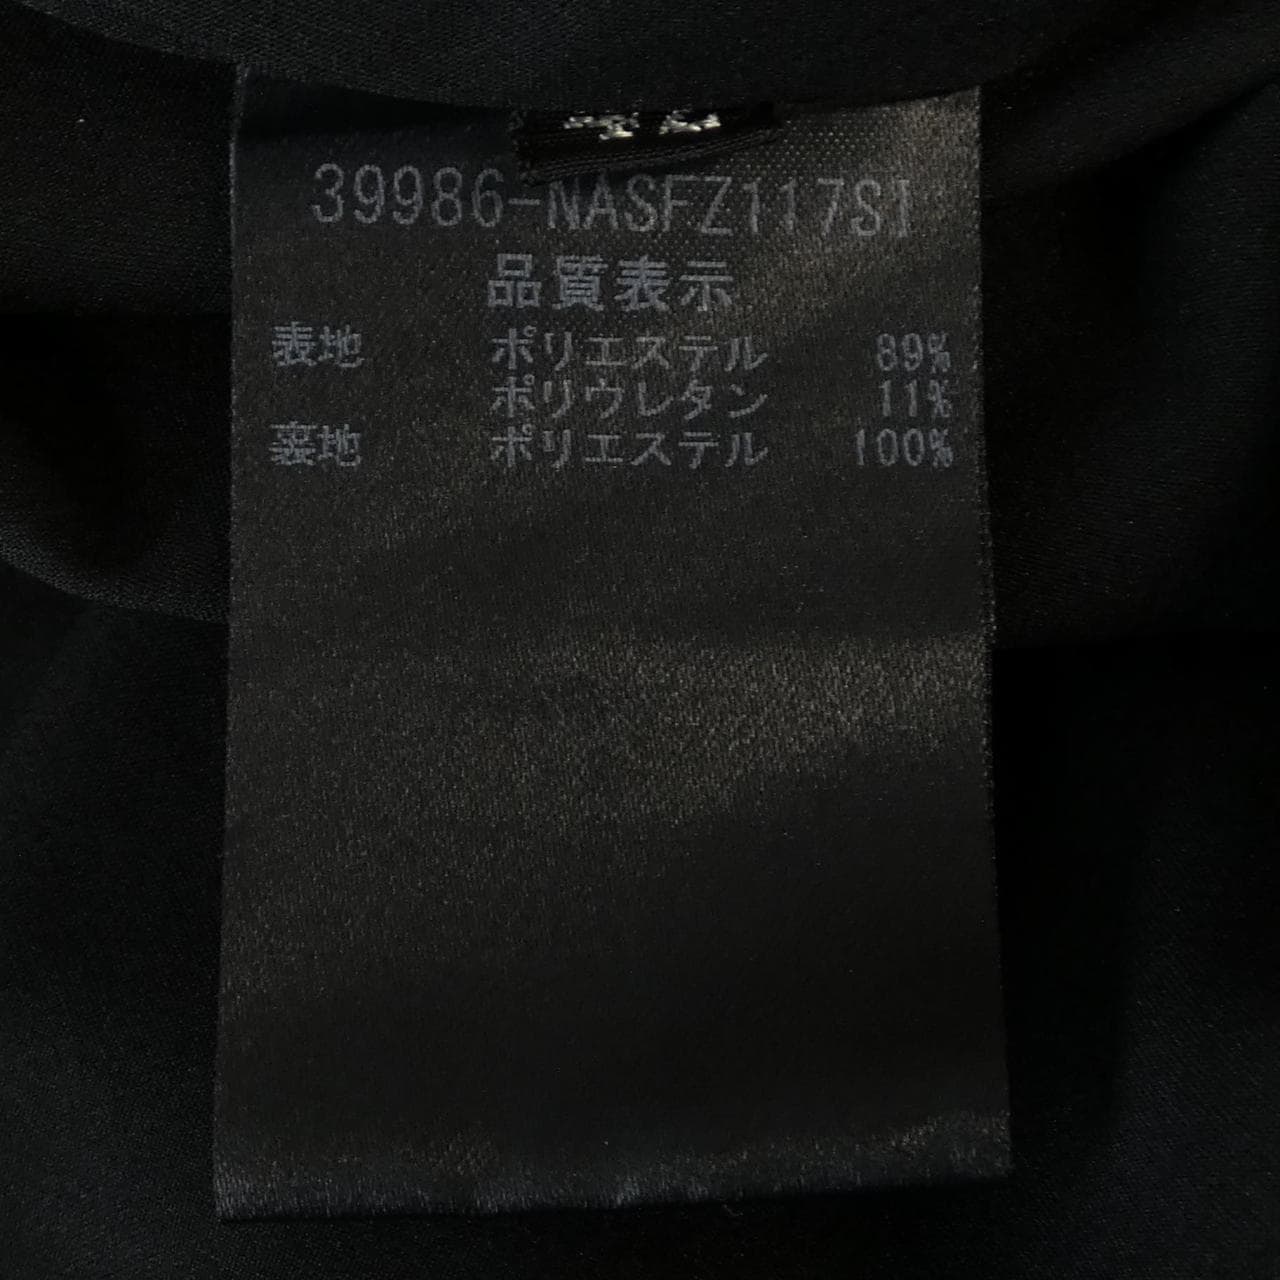 39986-NASFZ117SI
品質表示
表地 ポリエステル 89%
ポリウレタン 11%
裏地 ポリエステル 100%